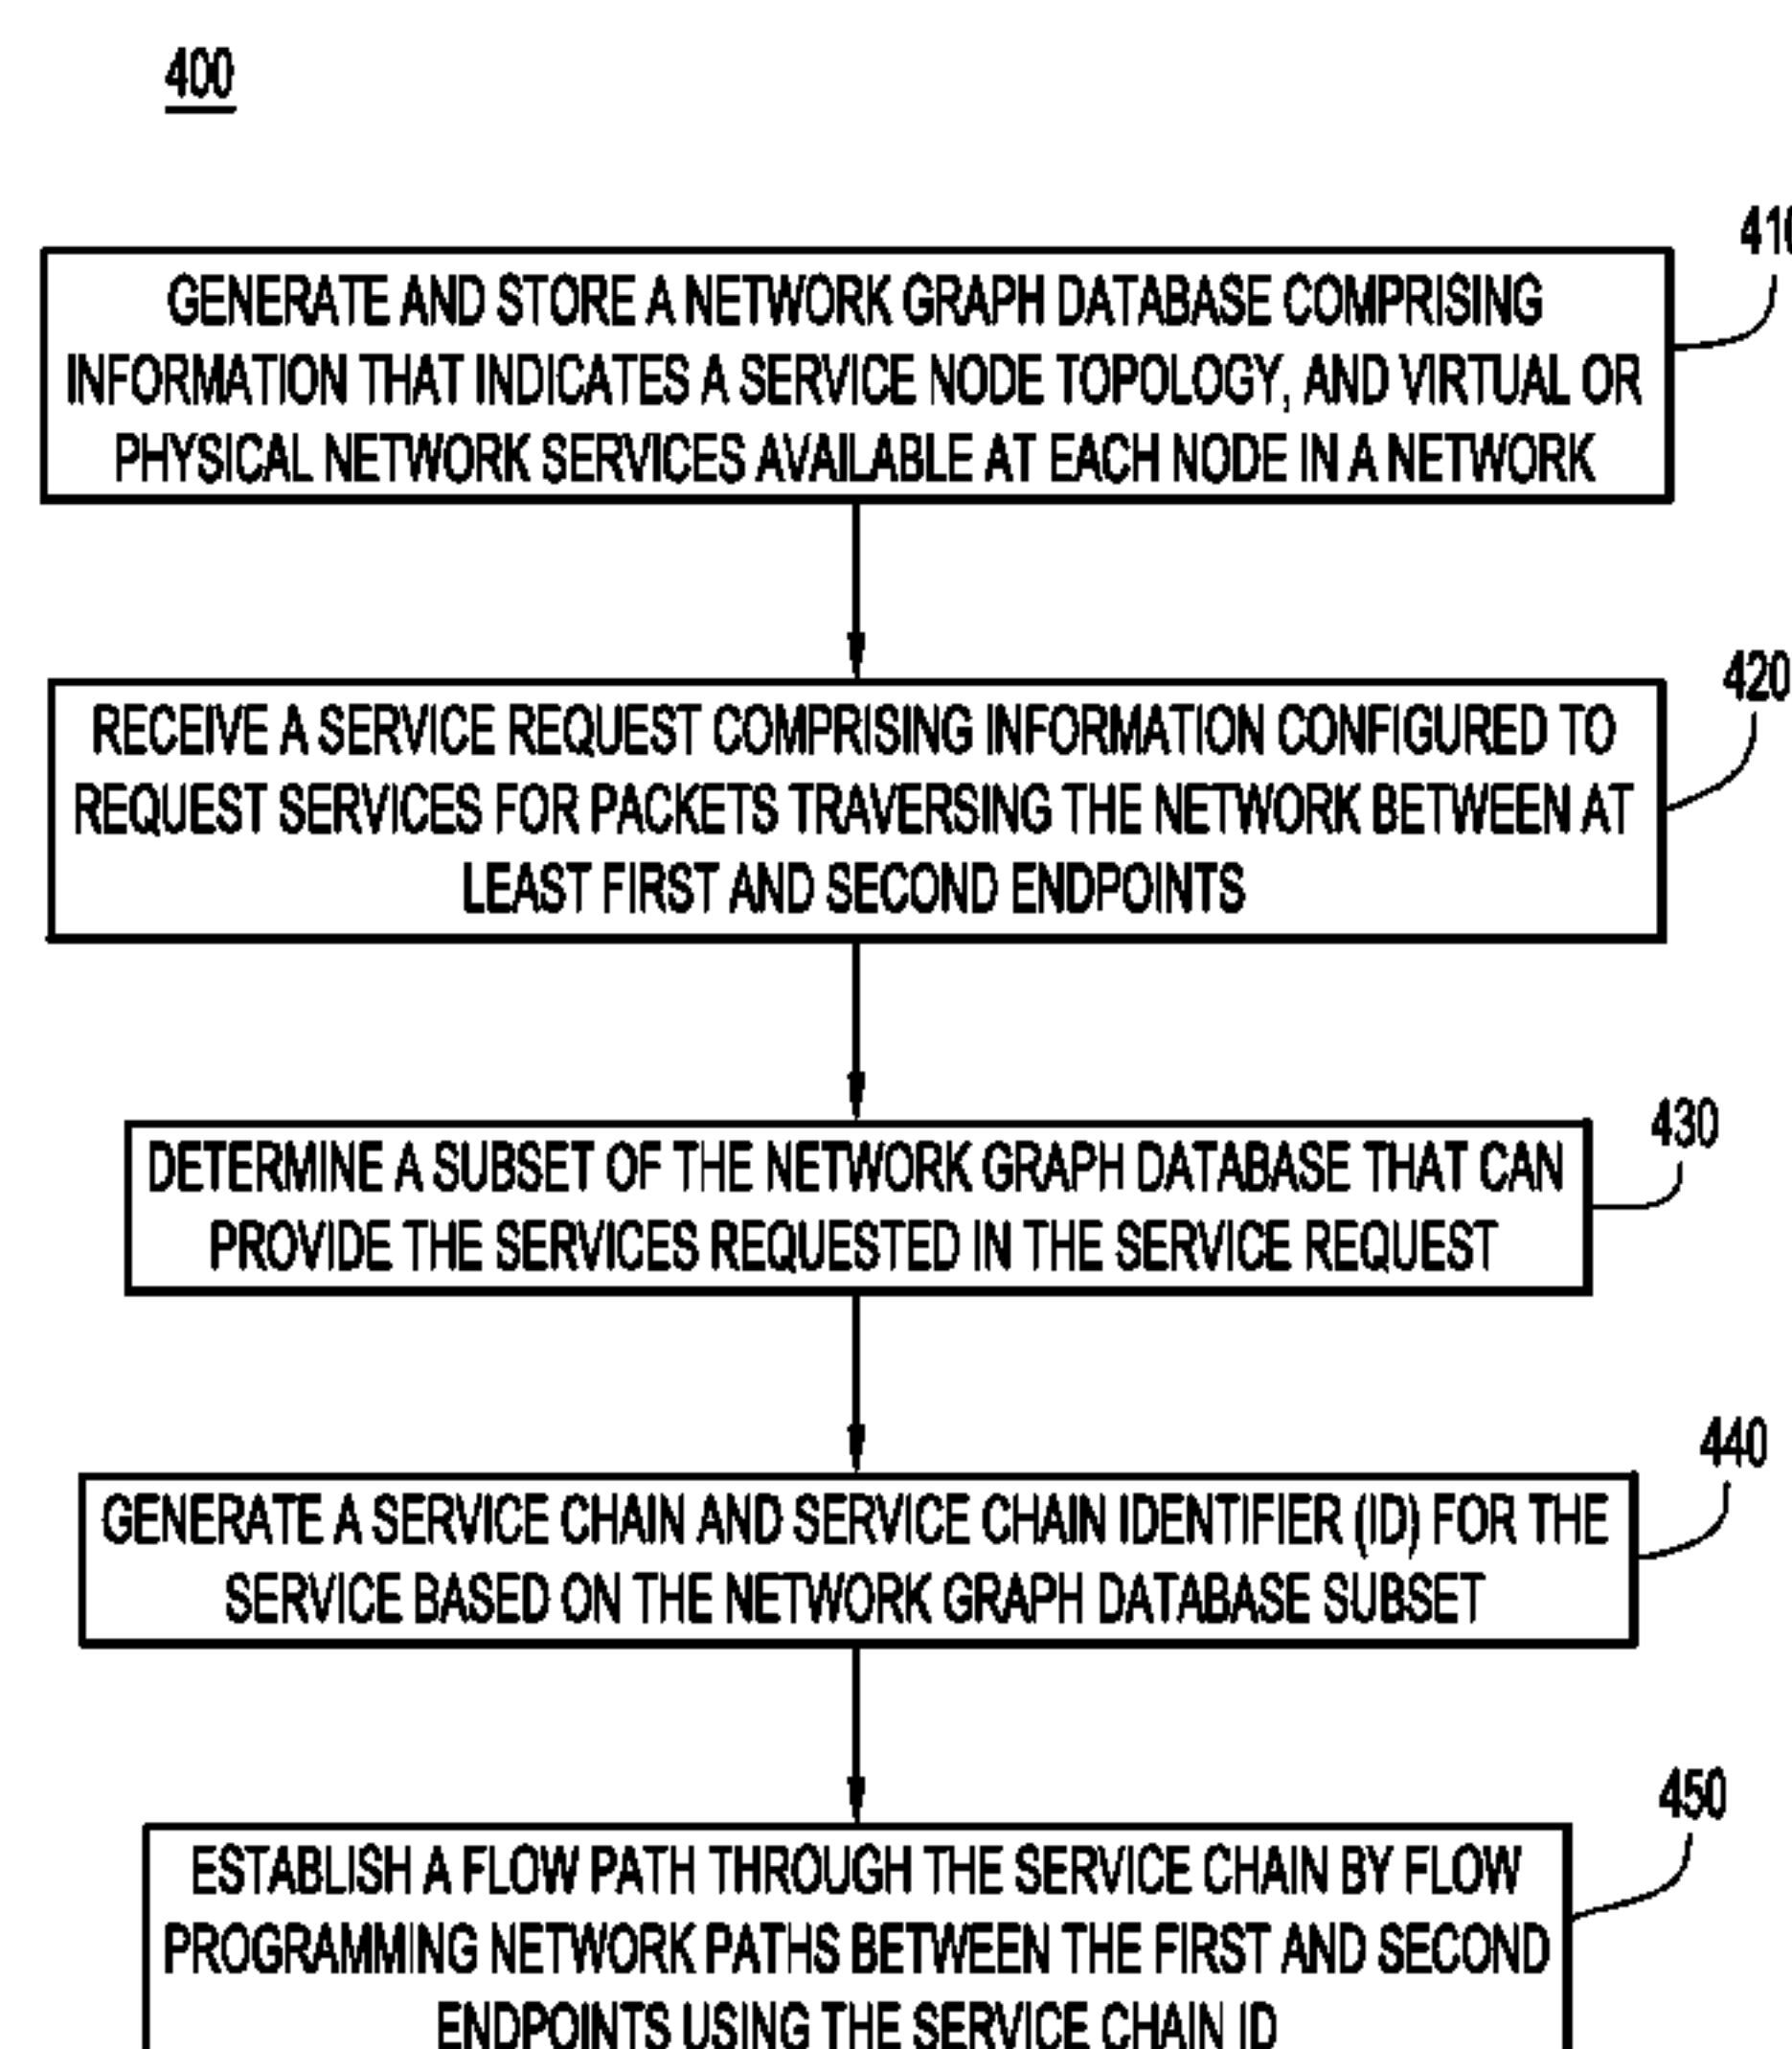 400
410
GENERATE AND STORE A NETWORK GRAPH DATABASE COMPRISING
INFORMATION THAT INDICATES A SERVICE NODE TOPOLOGY, AND VIRTUAL OR
PHYSICAL NETWORK SERVICES AVAILABLE AT EACH NODE IN A NETWORK
420
RECEIVE A SERVICE REQUEST COMPRISING INFORMATION CONFIGURED TO
REQUEST SERVICES FOR PACKETS TRAVERSING THE NETWORK BETWEEN AT
LEAST FIRST AND SECOND ENDPOINTS
430
DETERMINE A SUBSET OF THE NETWORK GRAPH DATABASE THAT CAN
PROVIDE THE SERVICES REQUESTED IN THE SERVICE REQUEST
440
GENERATE A SERVICE CHAIN AND SERVICE CHAIN IDENTIFIER (ID) FOR THE
SERVICE BASED ON THE NETWORK GRAPH DATABASE SUBSET
450
ESTABLISH A FLOW PATH THROUGH THE SERVICE CHAIN BY FLOW
PROGRAMMING NETWORK PATHS BETWEEN THE FIRST AND SECOND
ENDPOINTS USING THE SERVICE CHAIN ID